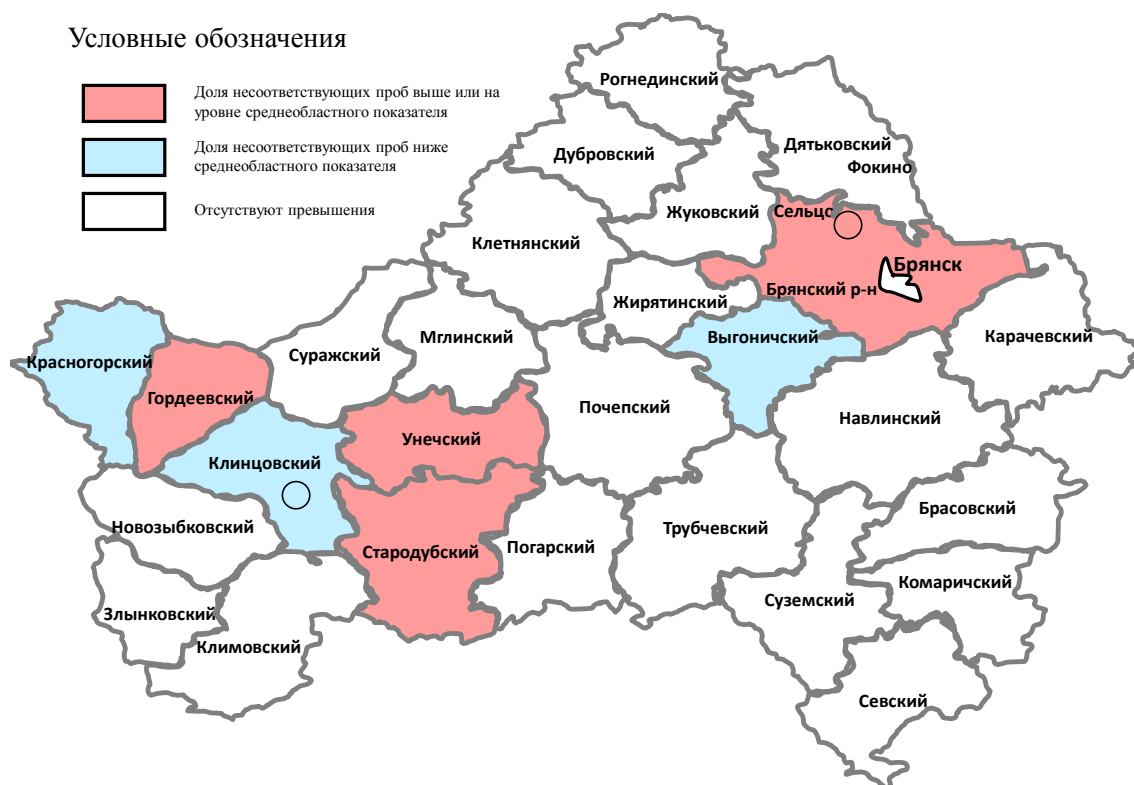 Условные обозначения
Доля несоответствующих проб выше или на
уровне среднеобластного показателя
Доля несоответствующих проб ниже
среднеобластного показателя
Отсутствуют превышения
Рогнединский
Дятьковский
Фокино
Дубровский
Жуковский
Сельцо
Клетнянский
Брянск
Брянский р-н
Жирятинский
Выгоничский
Карачевский
Мглинский
Суражский
Красногорский
Гордеевский
Почепский
Навлинский
Унечский
Клинцовский
Новозыбковский
Стародубский
Погарский
Трубчевский
Брасовский
Комаричский
Суземский
Злынковский
Климовский
Севский